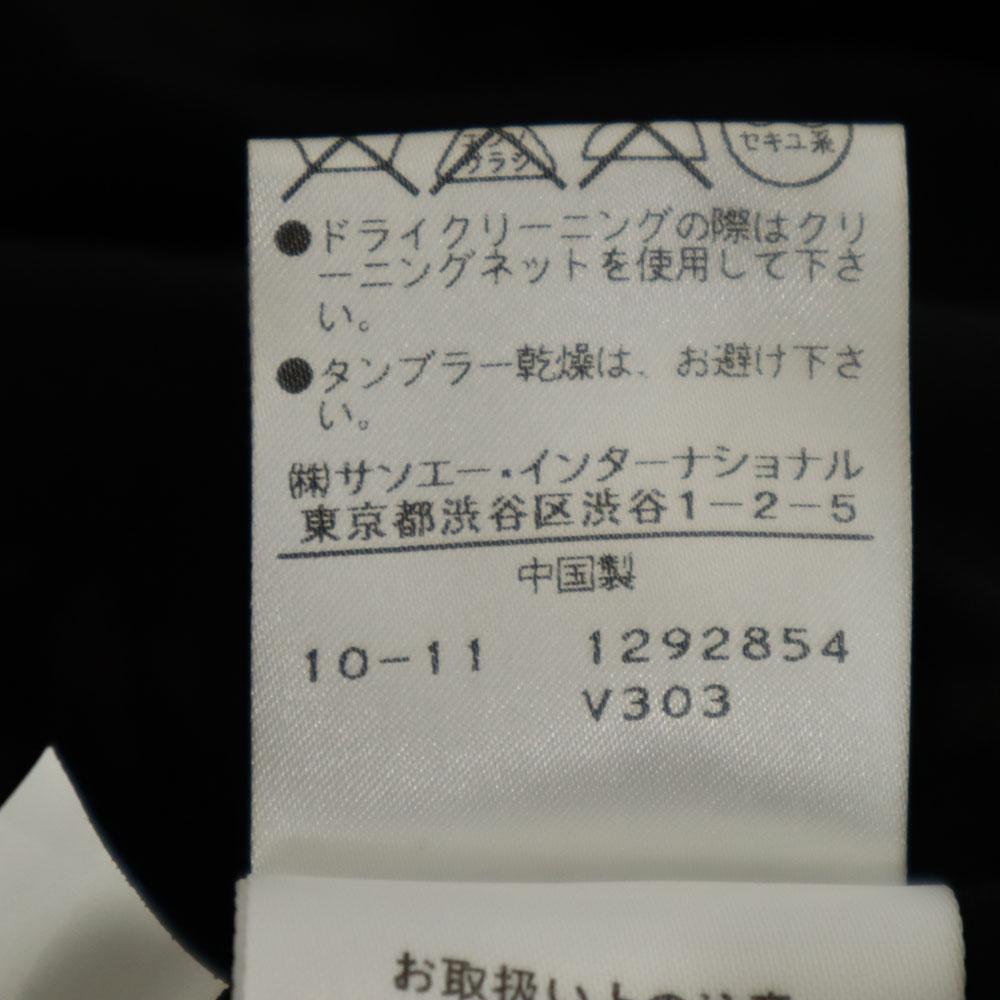 セキユ系
●ドライクリーニングの際はクリ
ーニングネットを使用して下さ
い。
●タンブラー乾燥は、お避け下さ
い。
㈱サンエー・インターナショナル
東京都渋谷区渋谷1-2-5
中国製
10-11 1292854
V303
お取扱い上の注意